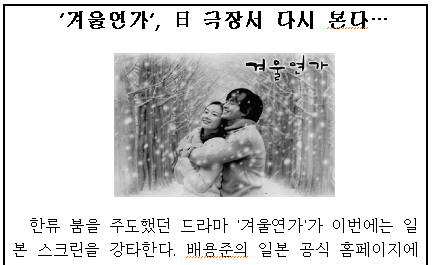 '겨울연가', 日 극장서 다시 본다…
겨울연가
한류 붐을 주도했던 드라마 '겨울연가'가 이번에는 일
본 스크린을 강타한다. 배용준의 일본 공식 홈페이지에